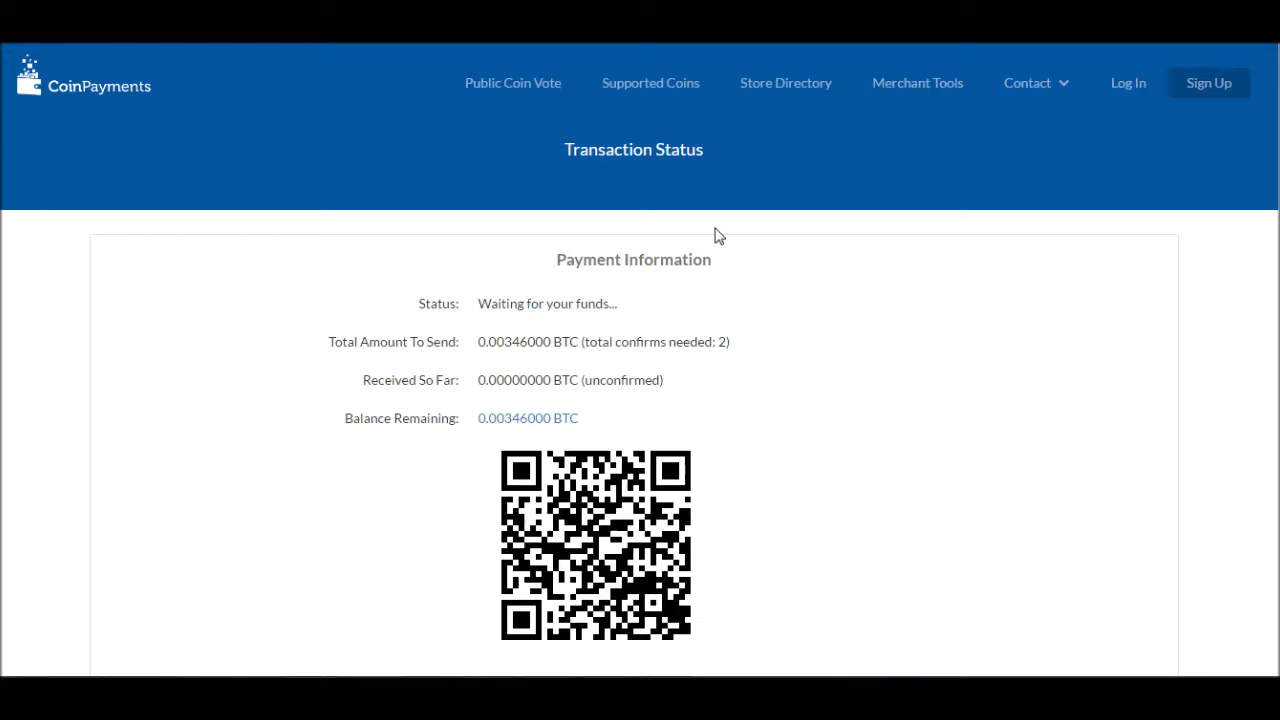 CoinPayments
Public Coin Vote Supported Coins Store Directory Merchant Tools Contact Log In Sign Up
Transaction Status
Payment Information
Status: Waiting for your funds...
Total Amount To Send: 0.00346000 BTC (total confirms needed: 2)
Received So Far: 0.00000000 BTC (unconfirmed)
Balance Remaining: 0.00346000 BTC